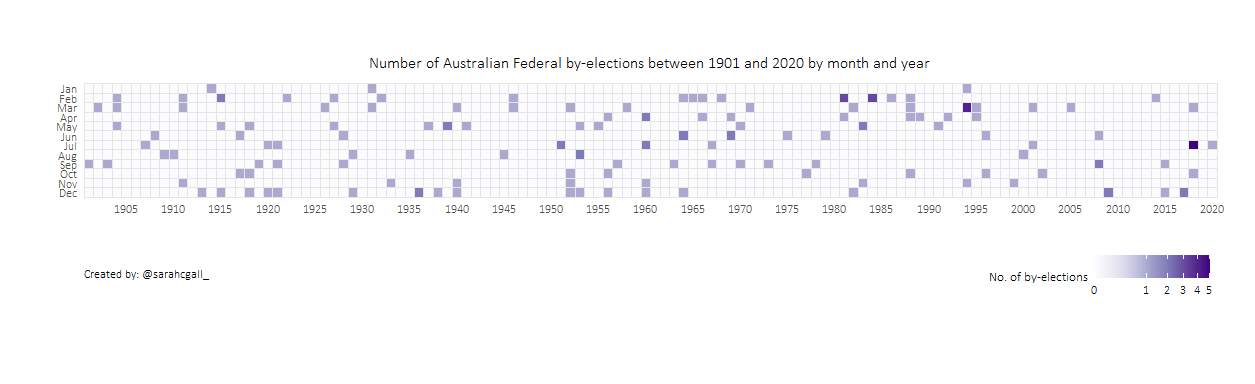 Number of Australian Federal by-elections between 1901 and 2020 by month and year
Jan
Feb
Mar
Apr
May
Jun
Jul
Aug
Sep
Oct
Nov
Dec
1905 1910 1915 1920 1925 1930 1935 1940 1945 1950 1955 1960 1965 1970 1975 1980 1985 1990 1995 2000 2005 2010 2015 2020
Created by: @sarahcgall_
No. of by-elections
0 1 2 3 4 5